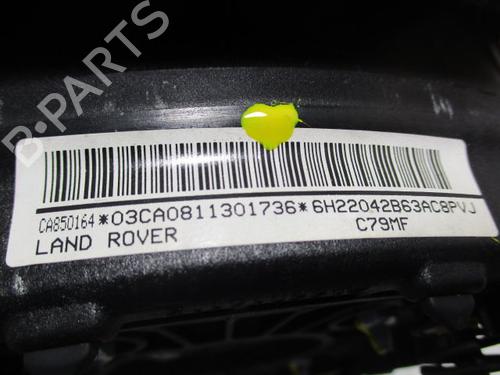 B-PARTS
CA850164*03CA0811301736*6H22042B63AC8PVJ
LAND ROVER C79MF